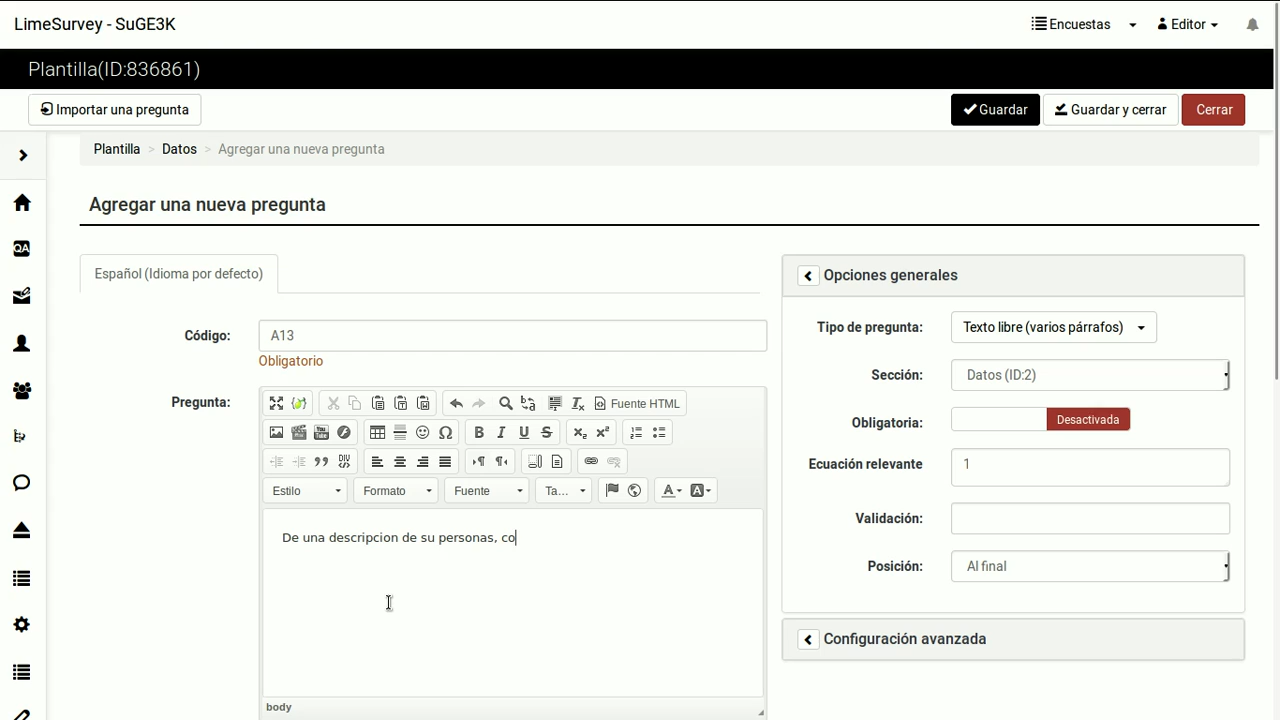 LimeSurvey - SuGE3K
Encuestas
Editor
Plantilla(ID:836861)
Importar una pregunta
Guardar
Guardar y cerrar
Cerrar
Plantilla > Datos > Agregar una nueva pregunta
QA
Agregar una nueva pregunta
Español (Idioma por defecto)
Código:
A13
Obligatorio
Pregunta:
Fuente HTML
Estilo
Formato
Fuente
Ta...
De una descripcion de su personas, co
body
Opciones generales
Tipo de pregunta:
Texto libre (varios párrafos)
Sección:
Datos (ID:2)
Obligatoria:
Desactivada
Ecuación relevante
1
Validación:
Posición:
Al final
Configuración avanzada